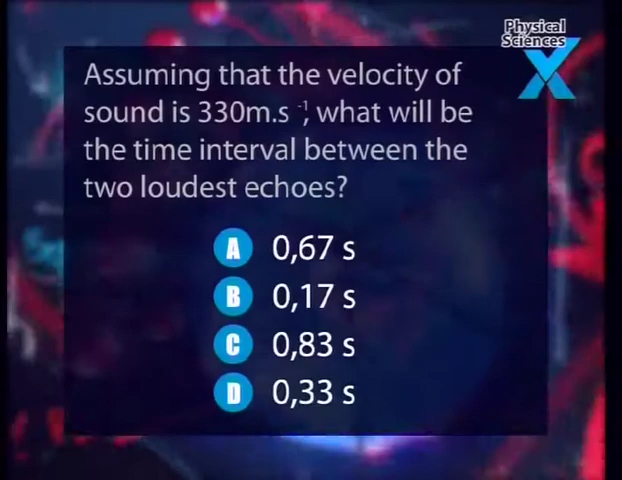 Physical
Sciences
X
Assuming that the velocity of
sound is 330m.s ⁻¹, what will be
the time interval between the
two loudest echoes?
A 0,67 s
B 0,17 s
C 0,83 s
D 0,33 s